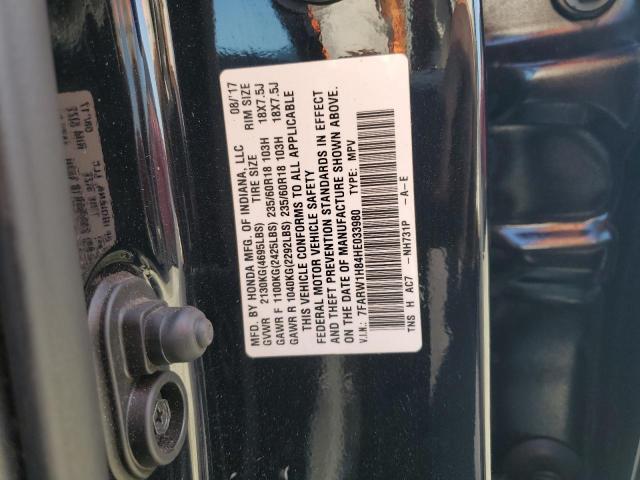 MFD. BY HONDA MFG. OF INDIANA, LLC 08/'17
TIRE SIZE RIM SIZE
GVWR 2130KG(4695LBS)
GAWR F 1100KG(2425LBS) 235/60R18 103H 18X7.5J
GAWR R 1040KG(2292LBS) 235/60R18 103H 18X7.5J
THIS VEHICLE CONFORMS TO ALL APPLICABLE
FEDERAL MOTOR VEHICLE SAFETY
AND THEFT PREVENTION STANDARDS IN EFFECT
ON THE DATE OF MANUFACTURE SHOWN ABOVE.
V.I.N.: 7FARW1H84HE033980 TYPE: MPV
TNS H AC7 -NH731P -A-E